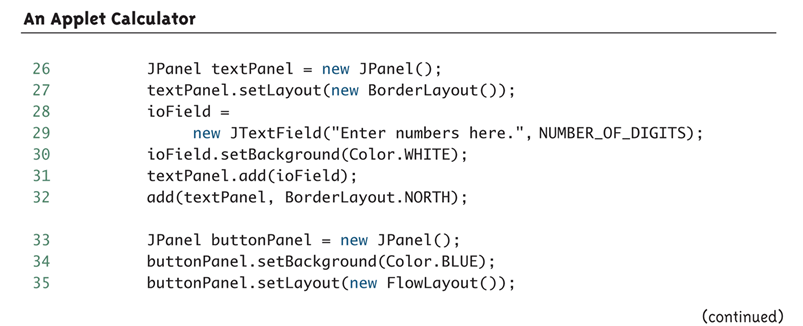 An Applet Calculator
26 JPanel textPanel = new JPanel();
27 textPanel.setLayout(new BorderLayout());
28 ioField =
29 new JTextField("Enter numbers here.", NUMBER_OF_DIGITS);
30 ioField.setBackground(Color.WHITE);
31 textPanel.add(ioField);
32 add(textPanel, BorderLayout.NORTH);
33 JPanel buttonPanel = new JPanel();
34 buttonPanel.setBackground(Color.BLUE);
35 buttonPanel.setLayout(new FlowLayout());
(continued)